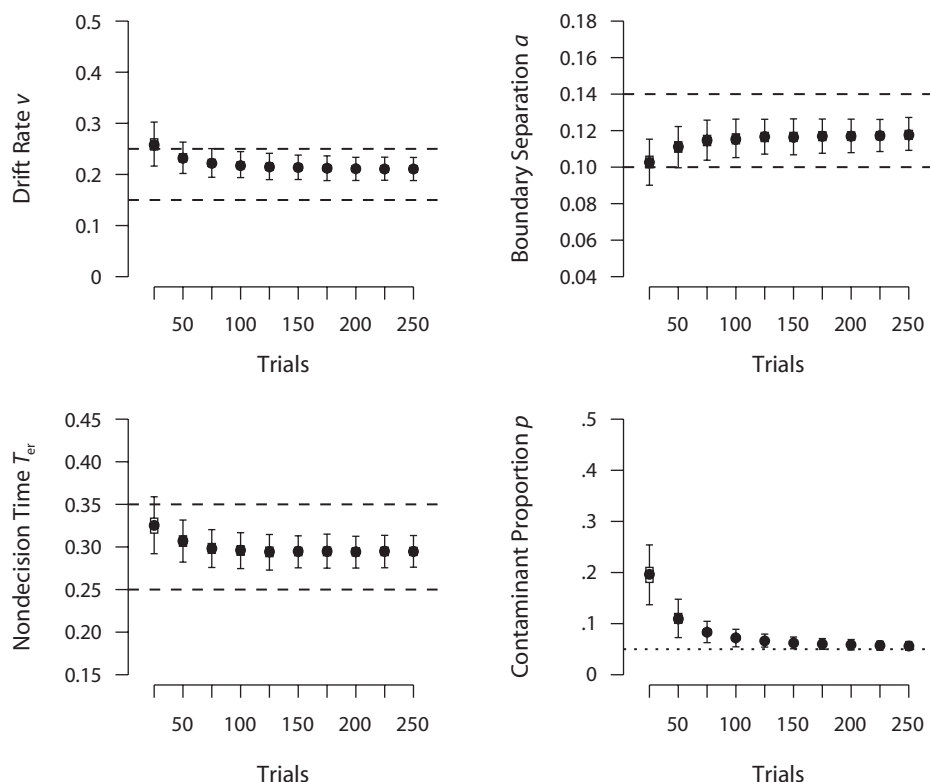 Drift Rate v
0.5
0.4
0.3
0.2
0.1
0
50 100 150 200 250
Trials
Boundary Separation a
0.18
0.16
0.14
0.12
0.10
0.08
0.06
0.04
50 100 150 200 250
Trials
Nondecision Time Ter
0.45
0.40
0.35
0.30
0.25
0.20
0.15
50 100 150 200 250
Trials
Contaminant Proportion p
.5
.4
.3
.2
.1
0
50 100 150 200 250
Trials